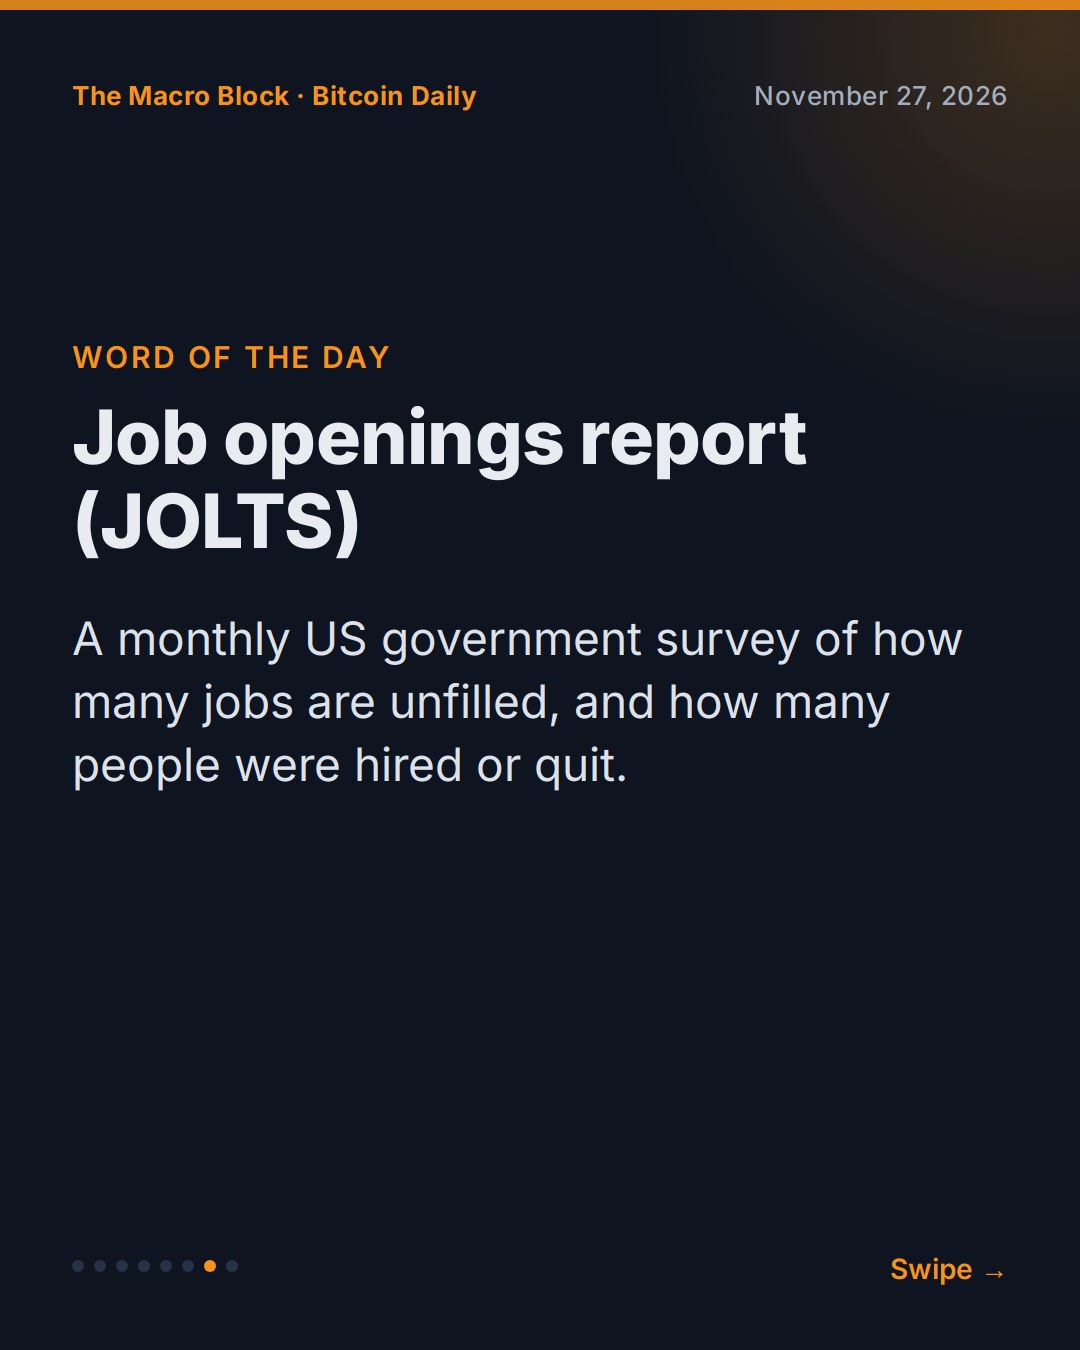 The Macro Block · Bitcoin Daily
November 27, 2026
WORD OF THE DAY
Job openings report
(JOLTS)
A monthly US government survey of how
many jobs are unfilled, and how many
people were hired or quit.
Swipe →